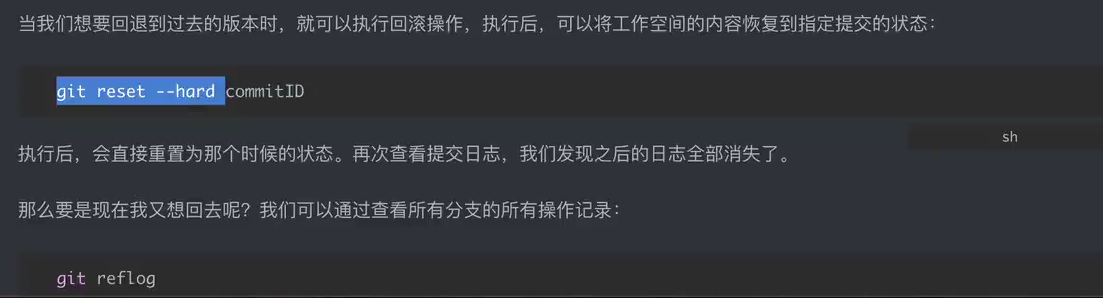 当我们想要回退到过去的版本时，就可以执行回滚操作，执行后，可以将工作空间的内容恢复到指定提交的状态：
git reset --hard commitID
sh
执行后，会直接重置为那个时候的状态。再次查看提交日志，我们发现之后的日志全部消失了。
那么要是现在我又想回去呢？我们可以通过查看所有分支的所有操作记录：
git reflog